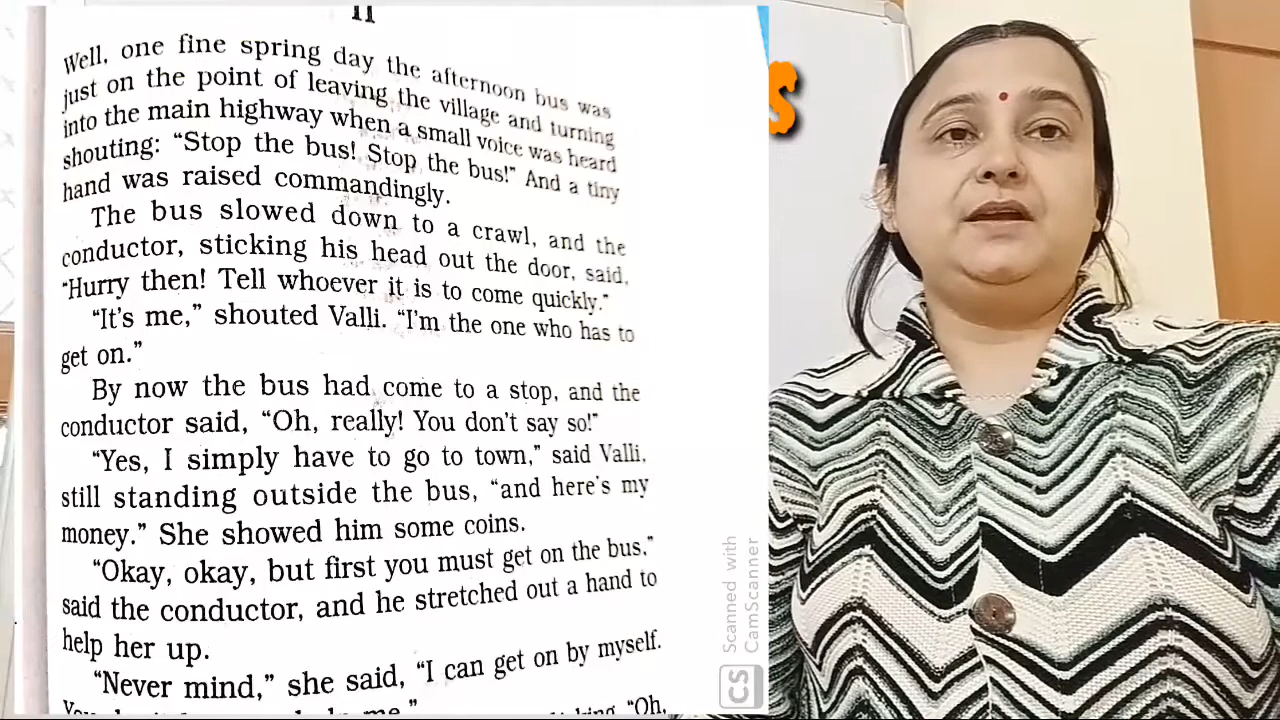 II
Well, one fine spring day the afternoon bus was
just on the point of leaving the village and turning
into the main highway when a small voice was heard
shouting: “Stop the bus! Stop the bus!” And a tiny
hand was raised commandingly.
The bus slowed down to a crawl, and the
conductor, sticking his head out the door, said,
“Hurry then! Tell whoever it is to come quickly.”
“It's me,” shouted Valli. “I'm the one who has to
get on.”
By now the bus had come to a stop, and the
conductor said, “Oh, really! You don't say so!”
“Yes, I simply have to go to town,” said Valli,
still standing outside the bus, “and here's my
money.” She showed him some coins.
“Okay, okay, but first you must get on the bus,”
said the conductor, and he stretched out a hand to
help her up.
“Never mind,” she said, “I can get on by myself.
me.” “Oh,
S
Scanned with
CamScanner
CS